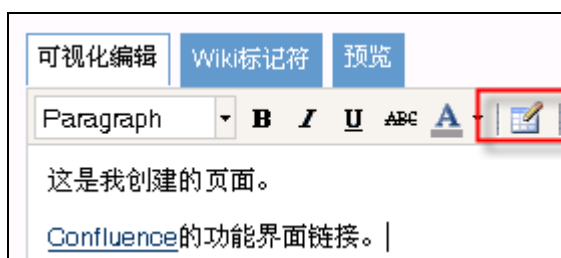 可视化编辑 Wiki标记符 预览
Paragraph B I U ABC A
这是我创建的页面。
Confluence的功能界面链接。